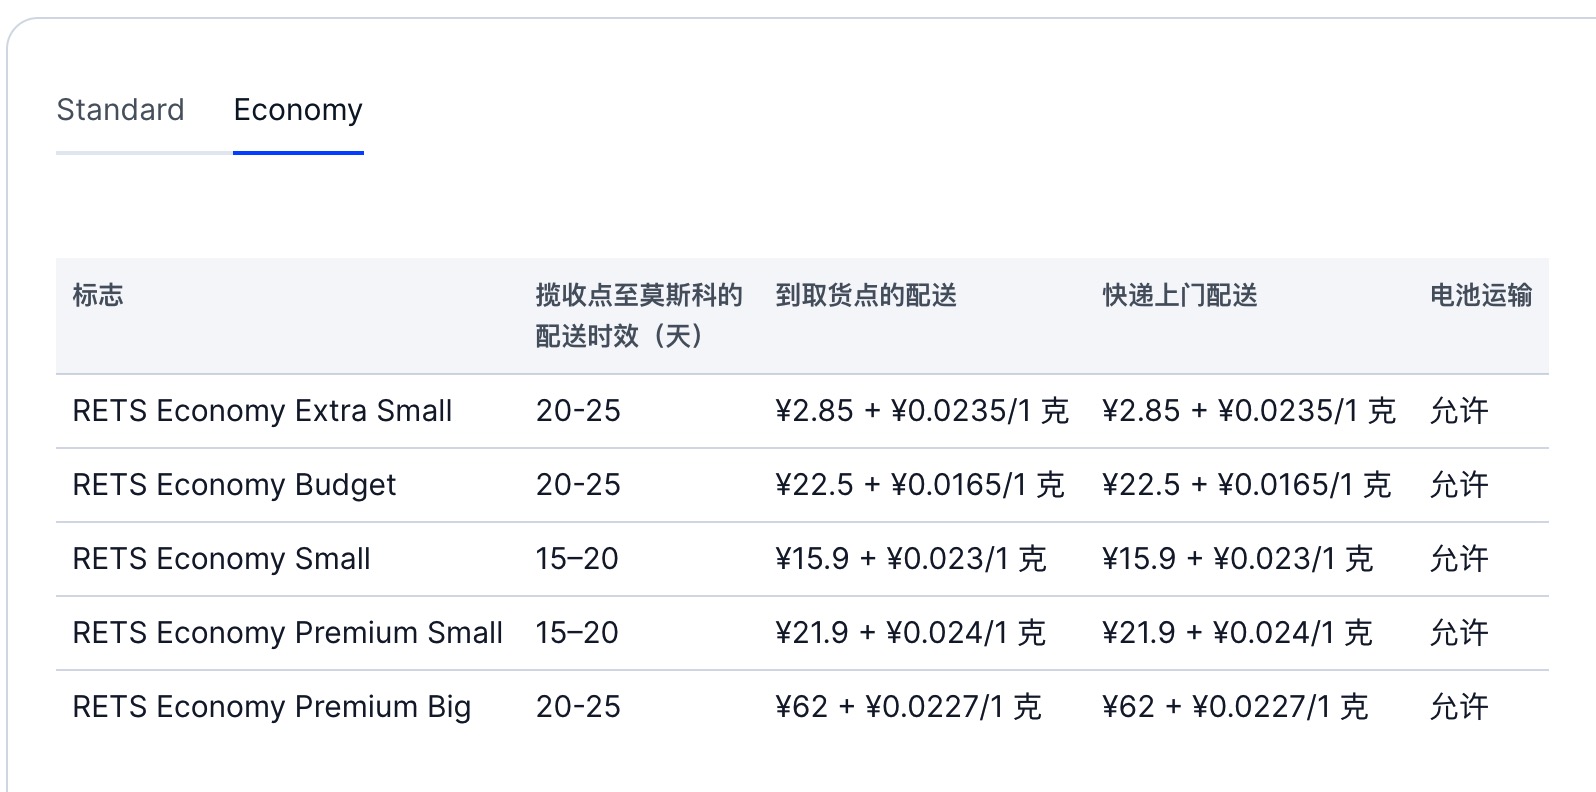 Standard Economy
标志 揽收点至莫斯科的 到取货点的配送 快递上门配送 电池运输
配送时效（天）
RETS Economy Extra Small 20-25 ¥2.85 + ¥0.0235/1 克 ¥2.85 + ¥0.0235/1 克 允许
RETS Economy Budget 20-25 ¥22.5 + ¥0.0165/1 克 ¥22.5 + ¥0.0165/1 克 允许
RETS Economy Small 15–20 ¥15.9 + ¥0.023/1 克 ¥15.9 + ¥0.023/1 克 允许
RETS Economy Premium Small 15–20 ¥21.9 + ¥0.024/1 克 ¥21.9 + ¥0.024/1 克 允许
RETS Economy Premium Big 20-25 ¥62 + ¥0.0227/1 克 ¥62 + ¥0.0227/1 克 允许